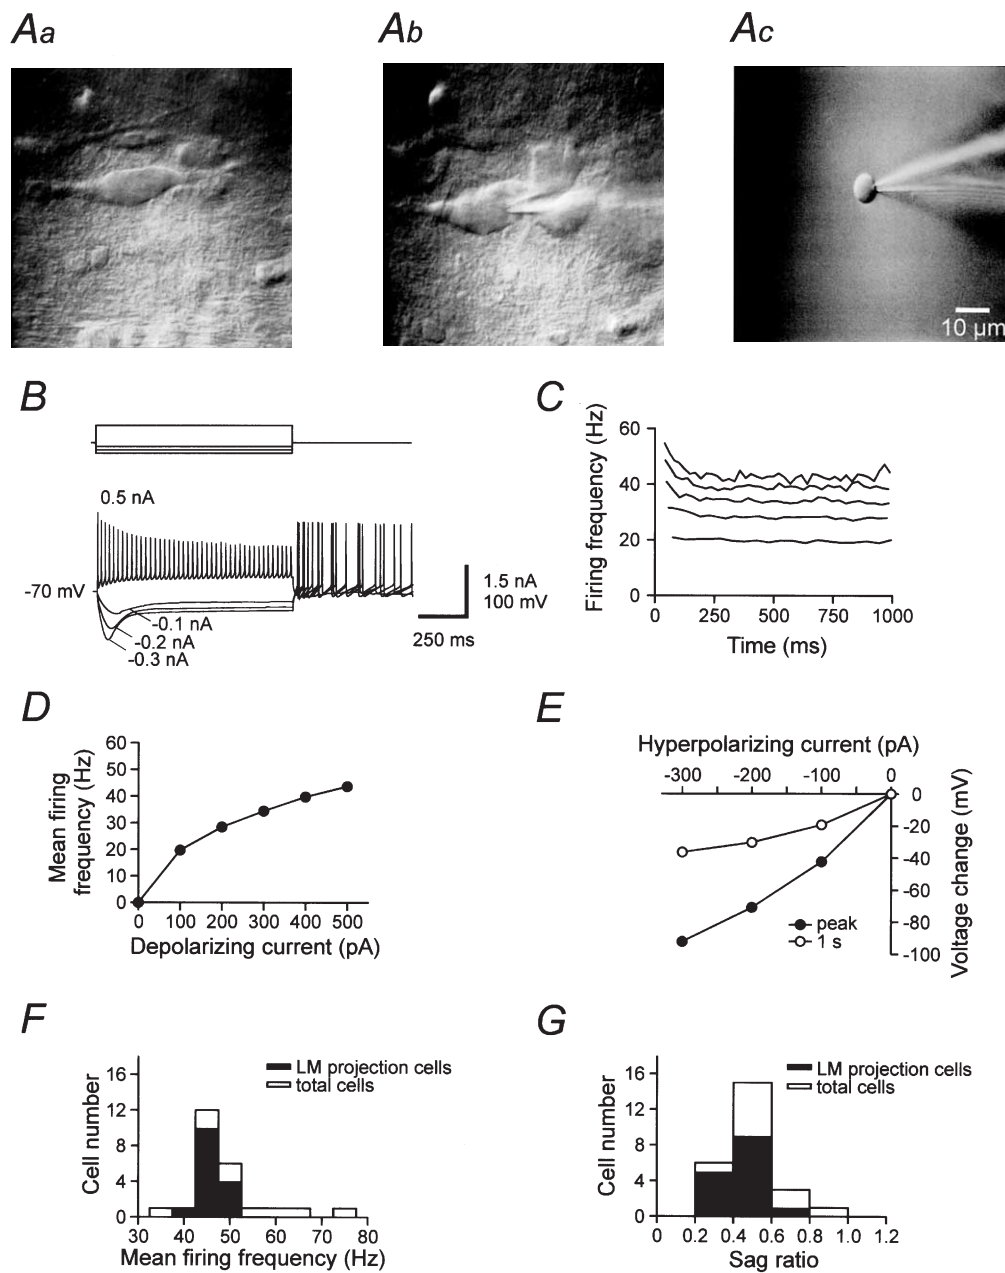 Aa
Ab
Ac
10 µm
B
0.5 nA
-70 mV
-0.1 nA
-0.2 nA
-0.3 nA
1.5 nA
100 mV
250 ms
C
Firing frequency (Hz)
60
40
20
0
0 250 500 750 1000
Time (ms)
D
Mean firing
frequency (Hz)
60
50
40
30
20
10
0
0 100 200 300 400 500
Depolarizing current (pA)
E
Hyperpolarizing current (pA)
-300 -200 -100 0
0
-20
-40
-60
-80
-100
Voltage change (mV)
peak
1 s
F
Cell number
16
12
8
4
0
LM projection cells
total cells
30 40 50 60 70 80
Mean firing frequency (Hz)
G
Cell number
16
12
8
4
0
LM projection cells
total cells
0 0.2 0.4 0.6 0.8 1.0 1.2
Sag ratio